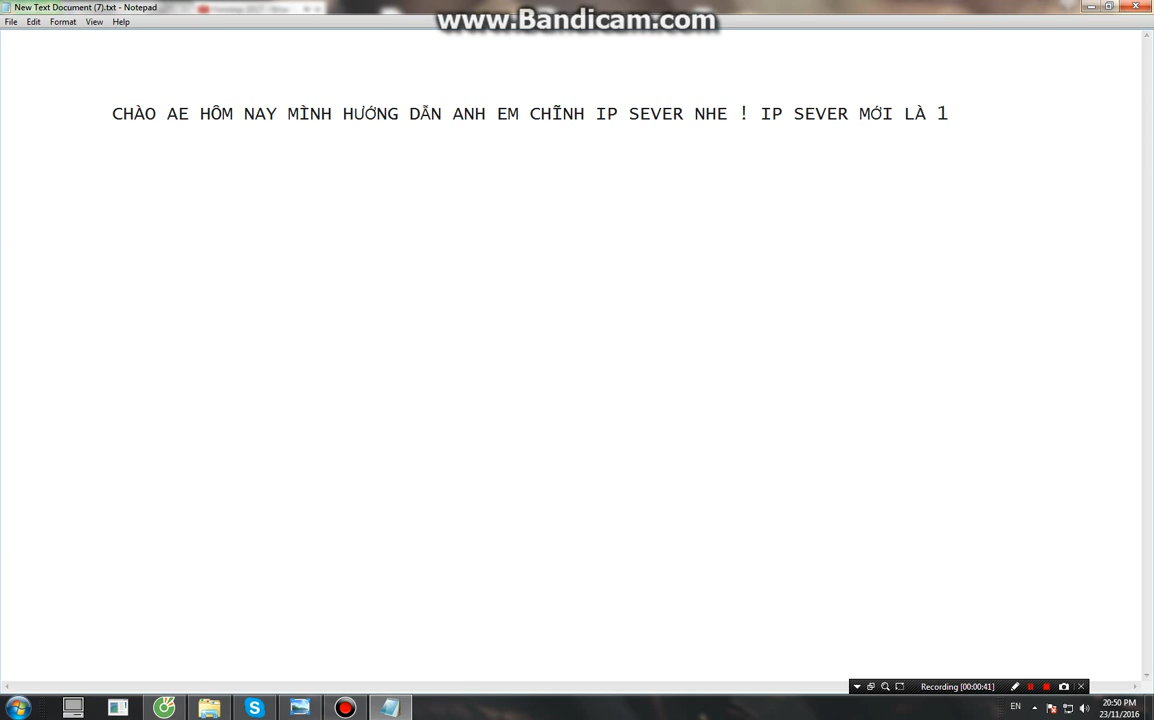 New Text Document (7).txt - Notepad
www.Bandicam.com
File Edit Format View Help
CHÀO AE HÔM NAY MÌNH HƯỚNG DẪN ANH EM CHĨNH IP SEVER NHE ! IP SEVER MỚI LÀ 1
Recording [00:00:41]
EN
20:50 PM
23/11/2016